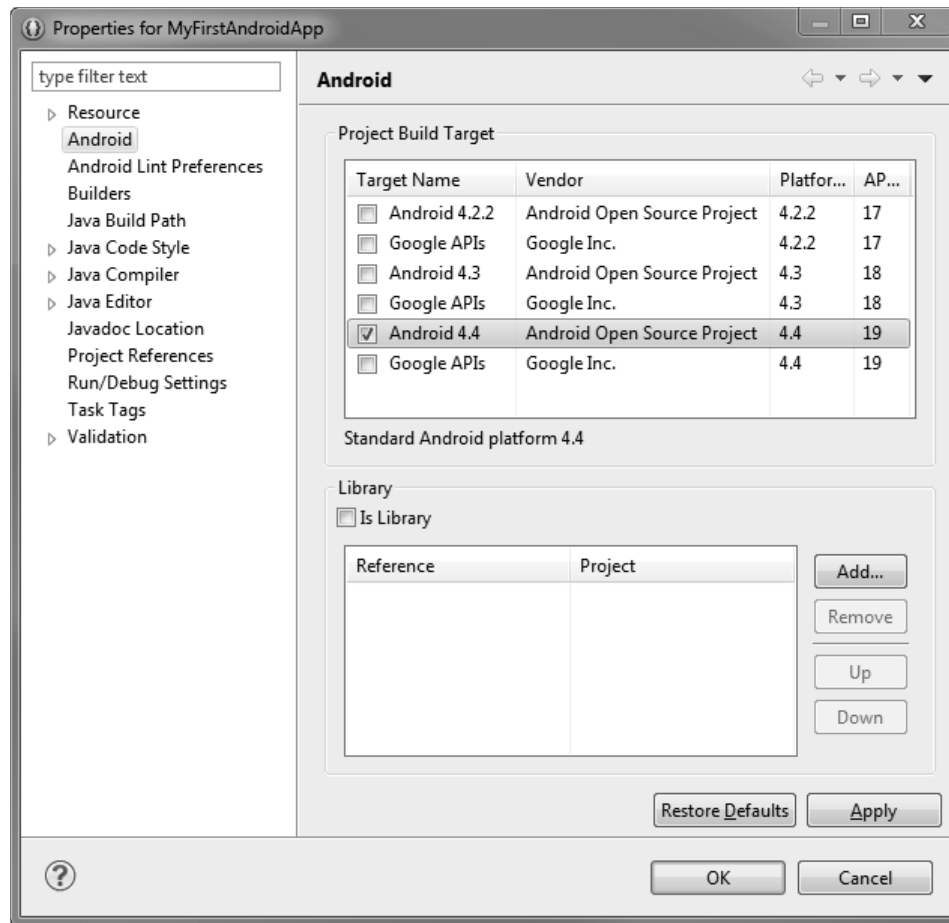 Properties for MyFirstAndroidApp
type filter text
Resource
Android
Android Lint Preferences
Builders
Java Build Path
Java Code Style
Java Compiler
Java Editor
Javadoc Location
Project References
Run/Debug Settings
Task Tags
Validation
Android
Project Build Target
Target Name Vendor Platfor... AP...
Android 4.2.2 Android Open Source Project 4.2.2 17
Google APIs Google Inc. 4.2.2 17
Android 4.3 Android Open Source Project 4.3 18
Google APIs Google Inc. 4.3 18
Android 4.4 Android Open Source Project 4.4 19
Google APIs Google Inc. 4.4 19
Standard Android platform 4.4
Library
Is Library
Reference Project
Add...
Remove
Up
Down
Restore Defaults Apply
? OK Cancel